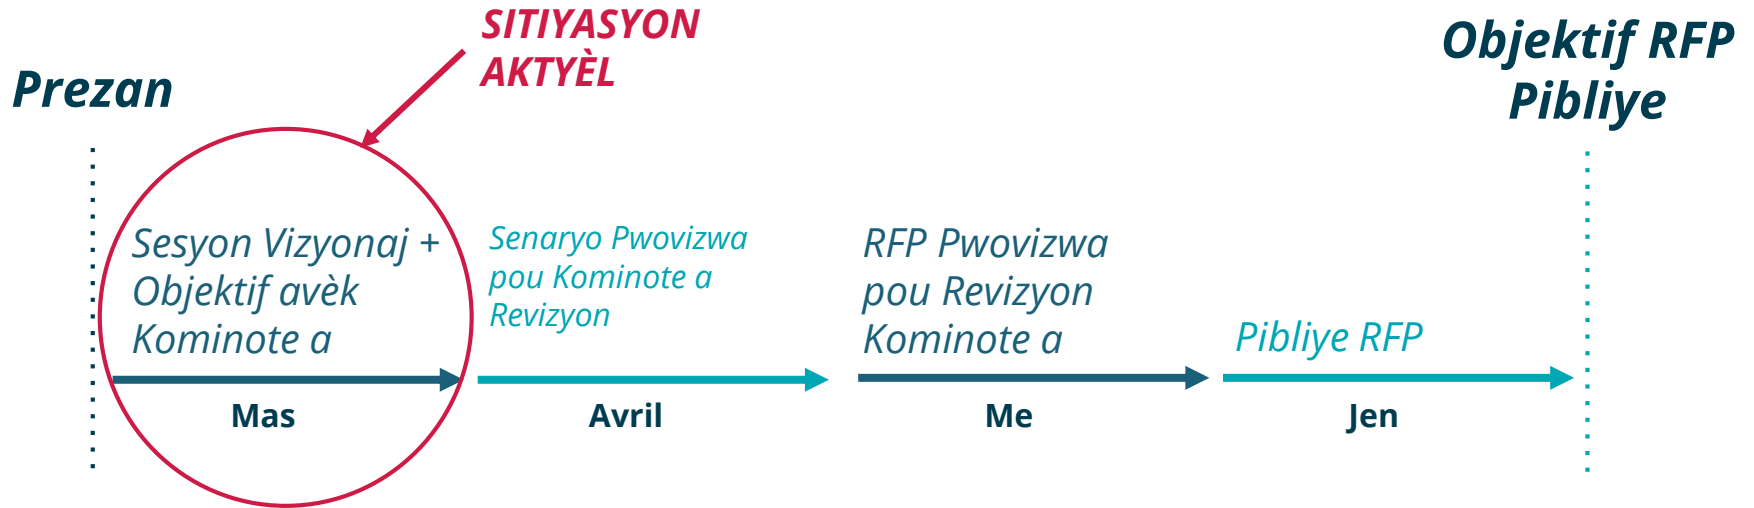 SITIYASYON
AKTYÈL
Objektif RFP
Pibliye
Prezan
Sesyon Vizyonaj +
Objektif avèk
Kominote a
Senaryo Pwovizwa
pou Kominote a
Revizyon
RFP Pwovizwa
pou Revizyon
Kominote a
Pibliye RFP
Mas
Avril
Me
Jen